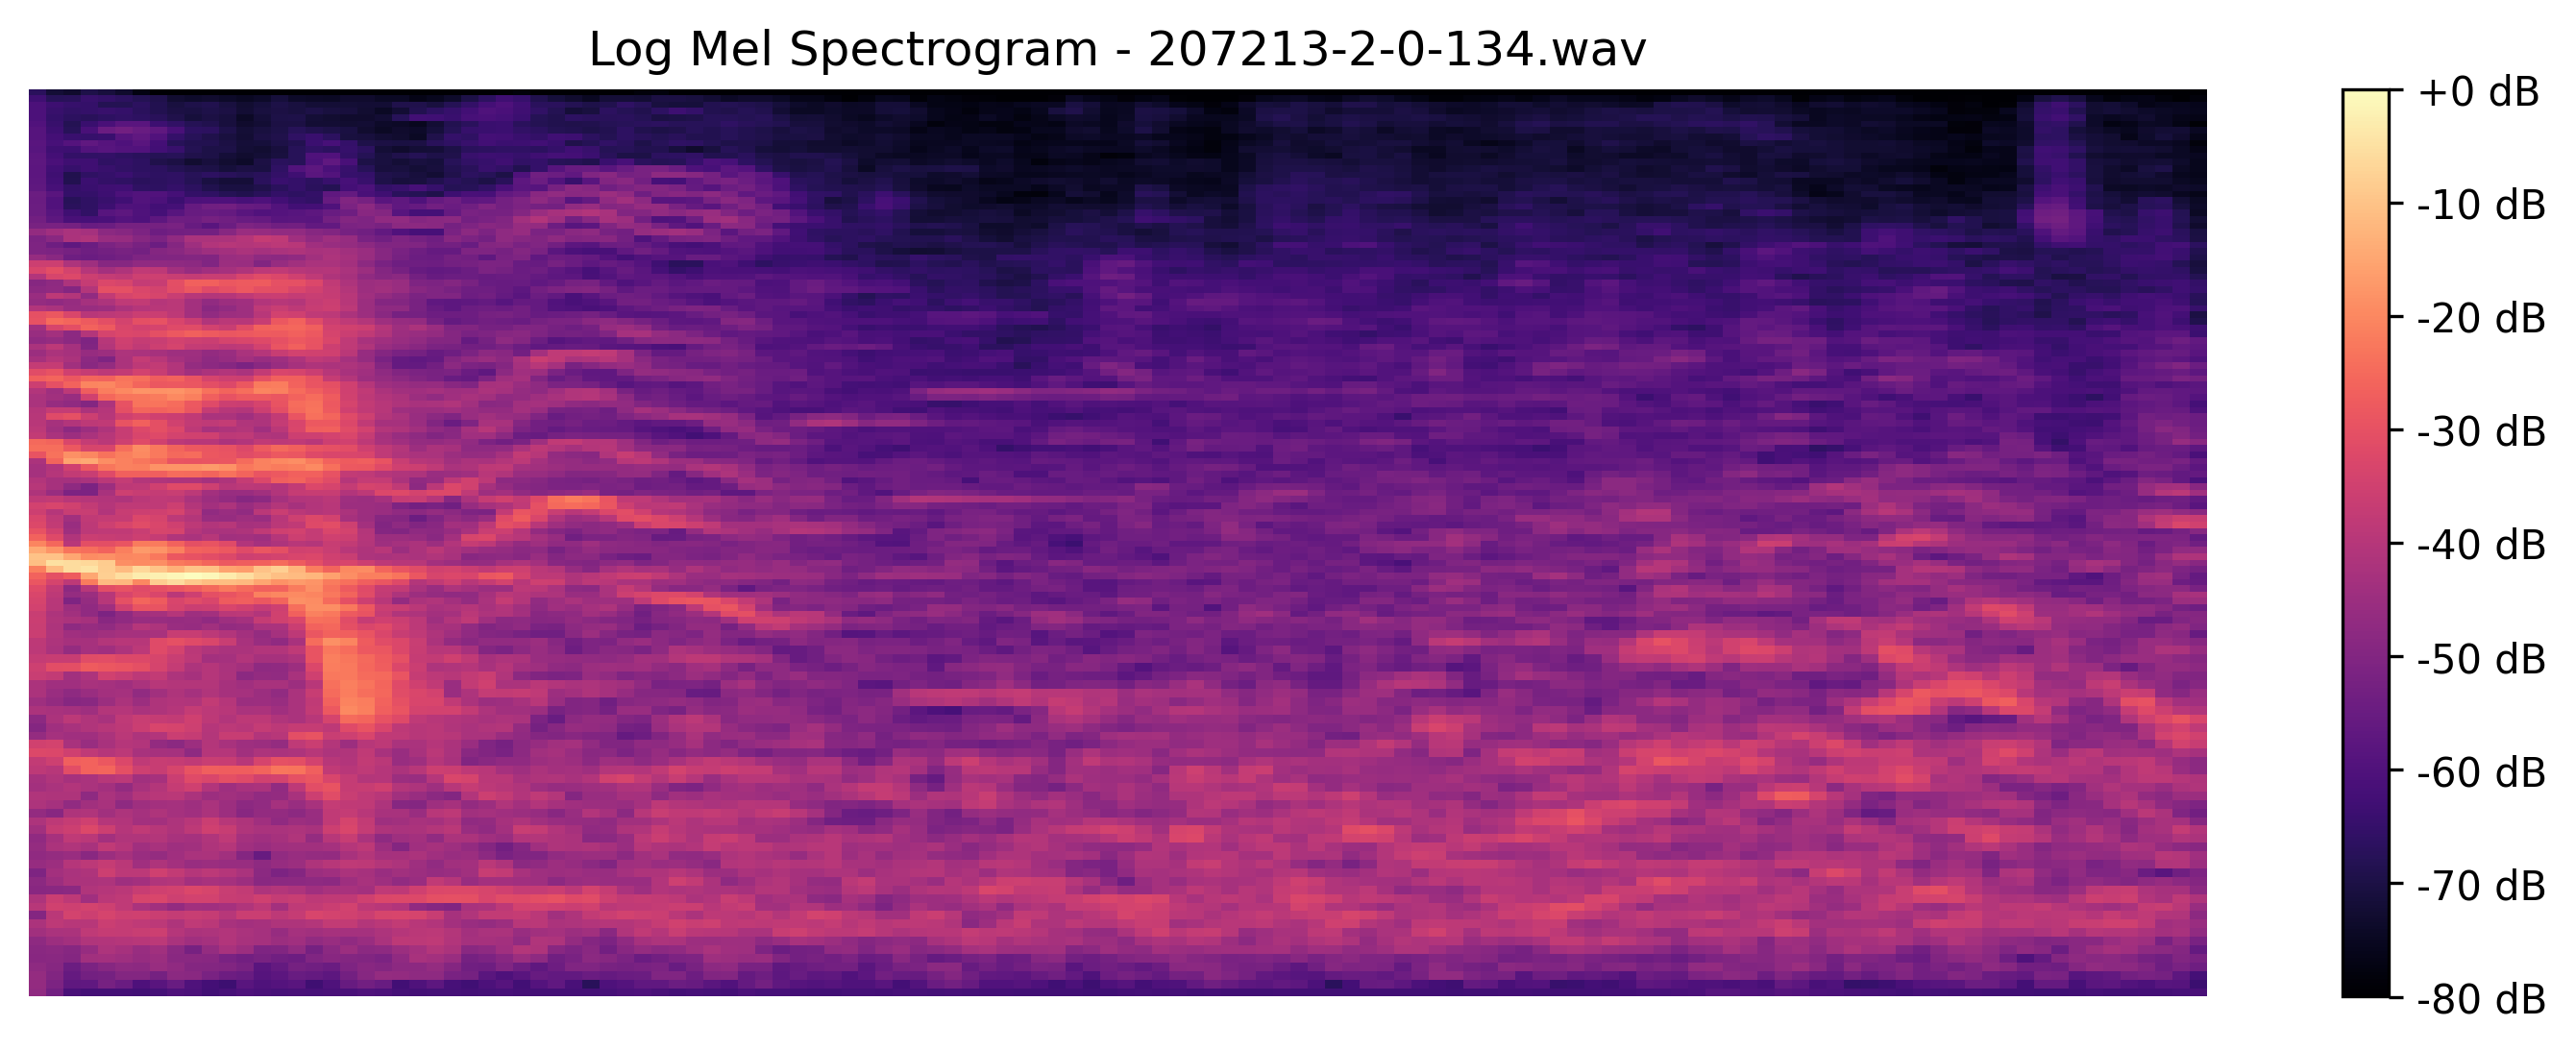 Log Mel Spectrogram - 207213-2-0-134.wav
+0 dB
-10 dB
-20 dB
-30 dB
-40 dB
-50 dB
-60 dB
-70 dB
-80 dB